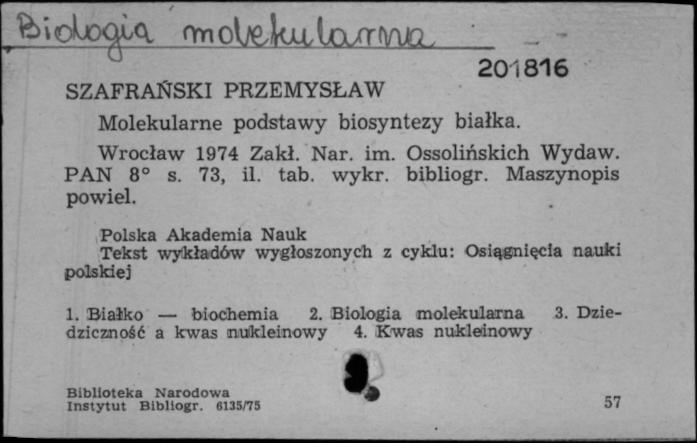 Biologia molekularna
201816
SZAFRAŃSKI PRZEMYSŁAW
Molekularne podstawy biosyntezy białka.
Wrocław 1974 Zakł. Nar. im. Ossolińskich Wydaw.
PAN 8° s. 73, il. tab. wykr. bibliogr. Maszynopis
powiel.
Polska Akademia Nauk
Tekst wykładów wygłoszonych z cyklu: Osiągnięcia nauki
polskiej
1. Białko — biochemia 2. Biologia molekularna 3. Dzie-
dziczność a kwas nukleinowy 4. Kwas nukleinowy
Biblioteka Narodowa
Instytut Bibliogr. 6135/75
57